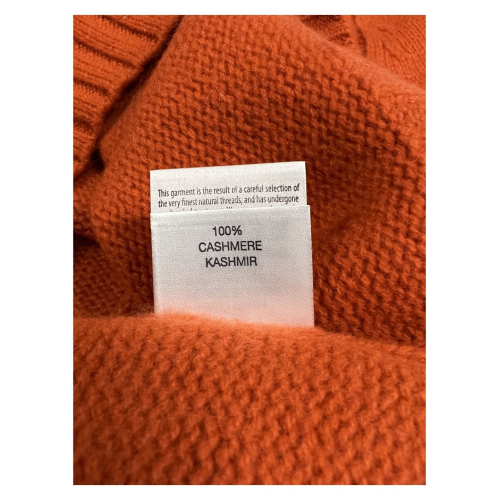 This garment is the result of a careful selection of
the very finest natural threads, and has undergone
100%
CASHMERE
KASHMIR